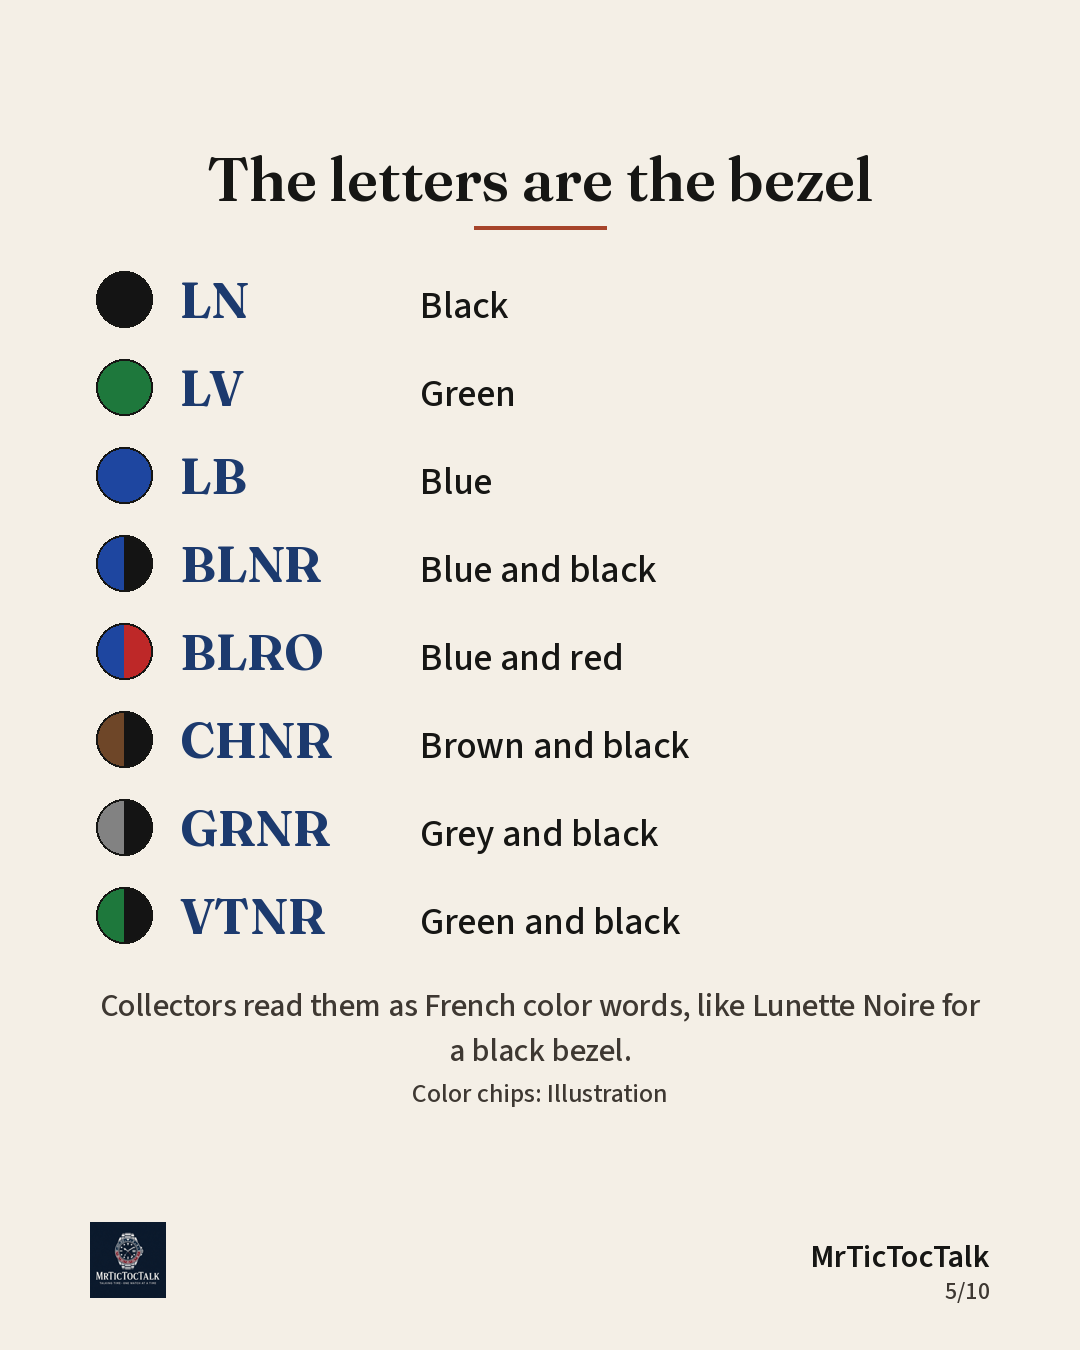 The letters are the bezel
LN Black
LV Green
LB Blue
BLNR Blue and black
BLRO Blue and red
CHNR Brown and black
GRNR Grey and black
VTNR Green and black
Collectors read them as French color words, like Lunette Noire for
a black bezel.
Color chips: Illustration
MRTICTOCTALK
MrTicTocTalk
5/10